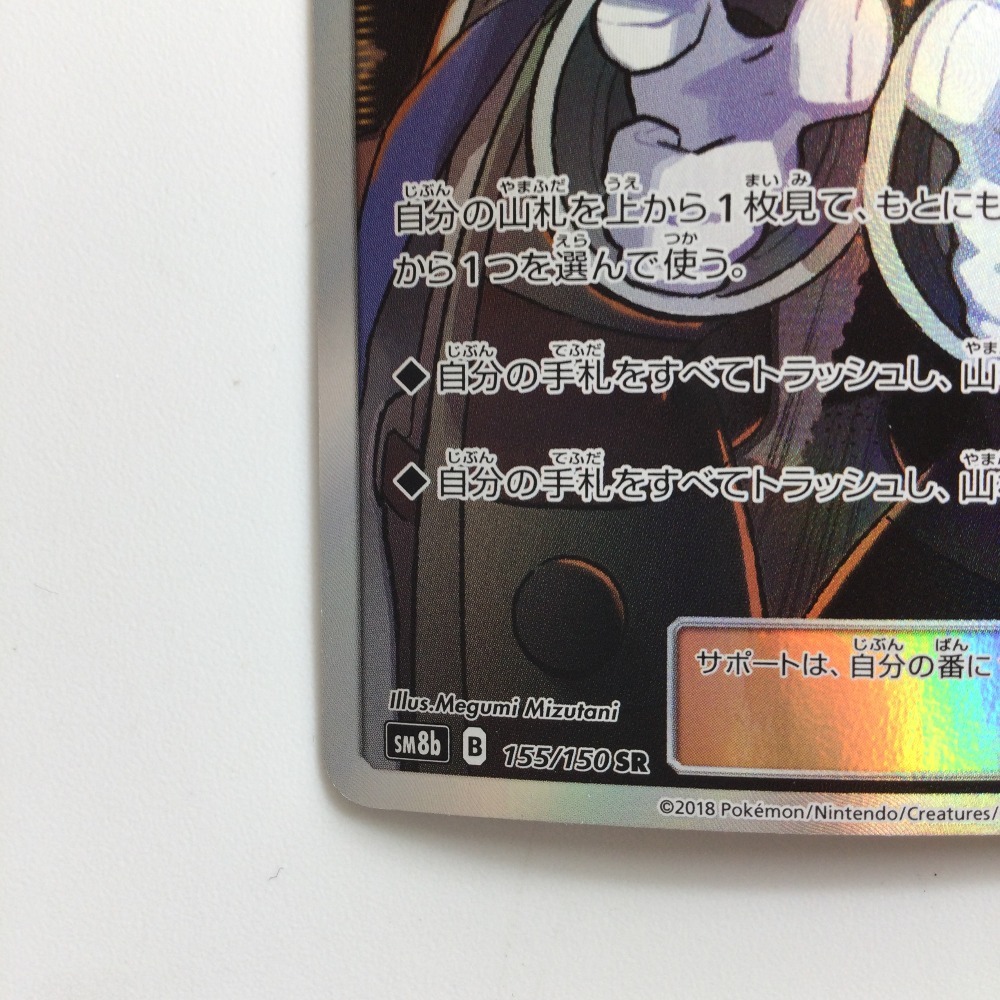 自分の山札を上から1枚見て、もとにも
から1つを選んで使う。
◆自分の手札をすべてトラッシュし、山
◆自分の手札をすべてトラッシュし、山
サポートは、自分の番に
Illus.Megumi Mizutani
SM8b B 155/150 SR
©2018 Pokémon/Nintendo/Creatures/